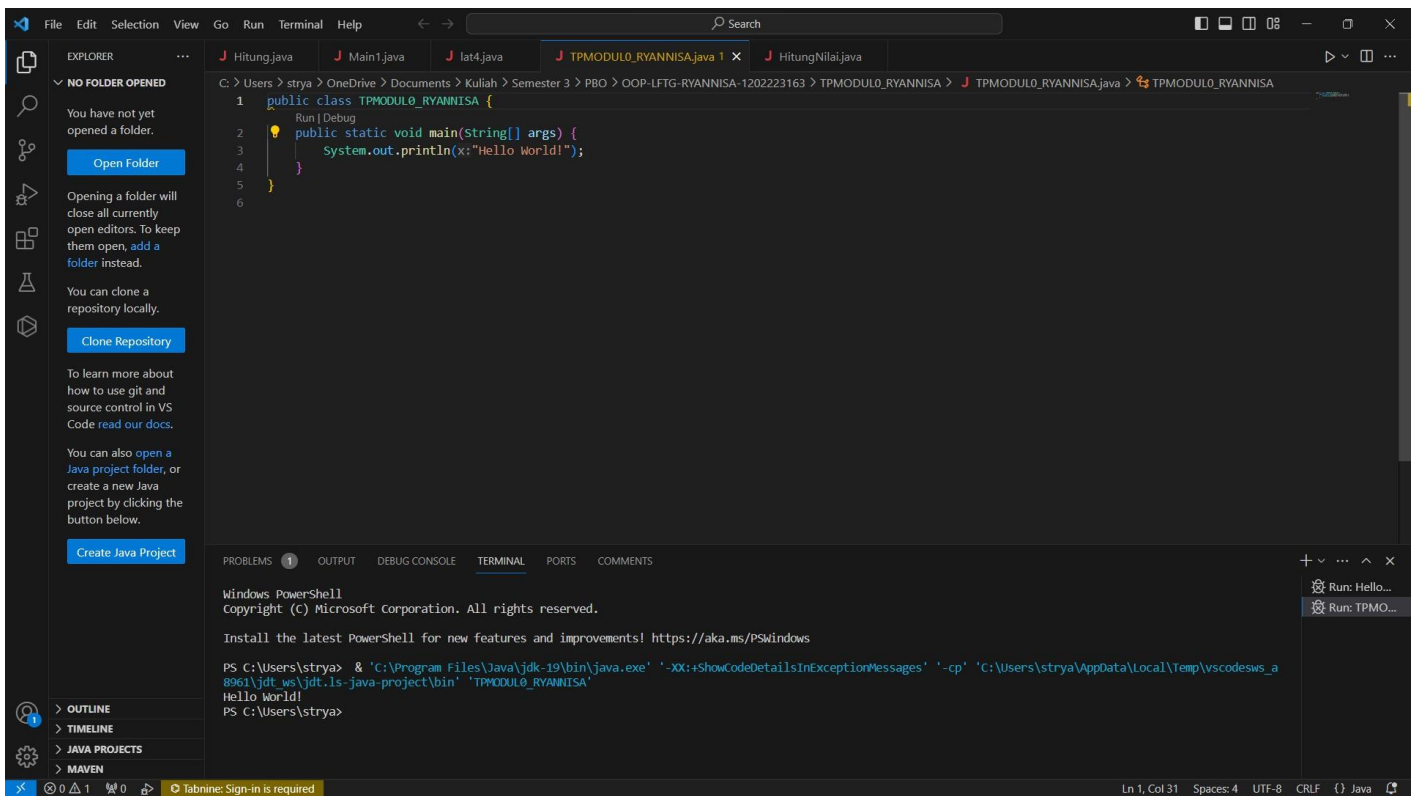 File Edit Selection View Go Run Terminal Help
Search
EXPLORER
Hitung.java
Main1.java
lat4.java
TPMODUL0_RYANNISA.java 1
HitungNilai.java
NO FOLDER OPENED
You have not yet
opened a folder.
Open Folder
Opening a folder will
close all currently
open editors. To keep
them open, add a
folder instead.
You can clone a
repository locally.
Clone Repository
To learn more about
how to use git and
source control in VS
Code read our docs.
You can also open a
Java project folder, or
create a new Java
project by clicking the
button below.
Create Java Project
OUTLINE
TIMELINE
JAVA PROJECTS
MAVEN
C: > Users > strya > OneDrive > Documents > Kuliah > Semester 3 > PBO > OOP-LFTG-RYANNISA-1202223163 > TPMODUL0_RYANNISA > TPMODUL0_RYANNISA.java > TPMODUL0_RYANNISA
1 public class TPMODUL0_RYANNISA {
Run | Debug
2 public static void main(String[] args) {
3 System.out.println(x:"Hello World!");
4 }
5 }
6
PROBLEMS 1 OUTPUT DEBUG CONSOLE TERMINAL PORTS COMMENTS
Run: Hello...
Run: TPMO...
Windows PowerShell
Copyright (C) Microsoft Corporation. All rights reserved.
Install the latest PowerShell for new features and improvements! https://aka.ms/PSWindows
PS C:\Users\strya> & 'C:\Program Files\Java\jdk-19\bin\java.exe' '-XX:+ShowCodeDetailsInExceptionMessages' '-cp' 'C:\Users\strya\AppData\Local\Temp\vscodesws_a
8961\jdt_ws\jdt.ls-java-project\bin' 'TPMODUL0_RYANNISA'
Hello World!
PS C:\Users\strya>
1
0 1 0 Tabnine: Sign-in is required
Ln 1, Col 31 Spaces: 4 UTF-8 CRLF {} Java